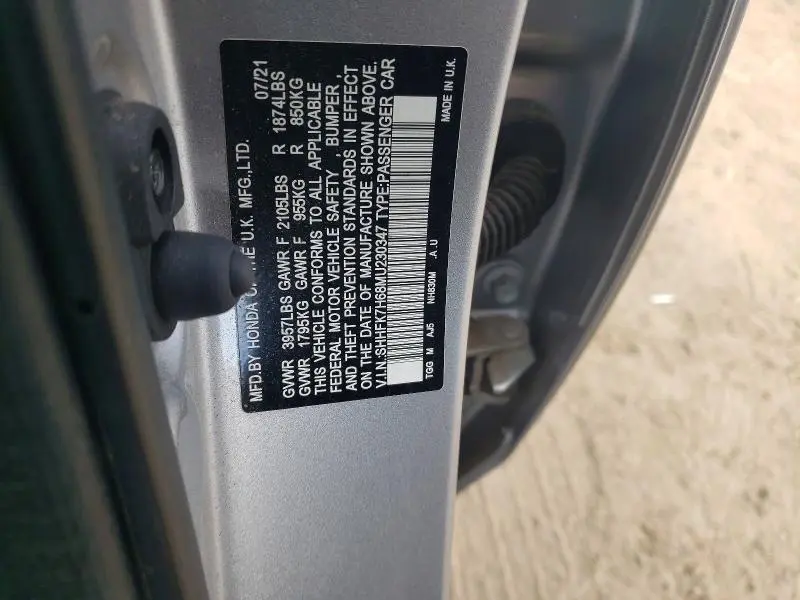 MFD.BY HONDA OF THE U.K. MFG.,LTD. 07/21
GVWR 3957LBS GAWR F 2105LBS R 1874LBS
GVWR 1795KG GAWR F 955KG R 850KG
THIS VEHICLE CONFORMS TO ALL APPLICABLE
FEDERAL MOTOR VEHICLE SAFETY , BUMPER ,
AND THEFT PREVENTION STANDARDS IN EFFECT
ON THE DATE OF MANUFACTURE SHOWN ABOVE.
V.I.N.:SHHFK7H68MU230347 TYPE:PASSENGER CAR
TGG M AJ5 NH830M .A .U MADE IN U.K.